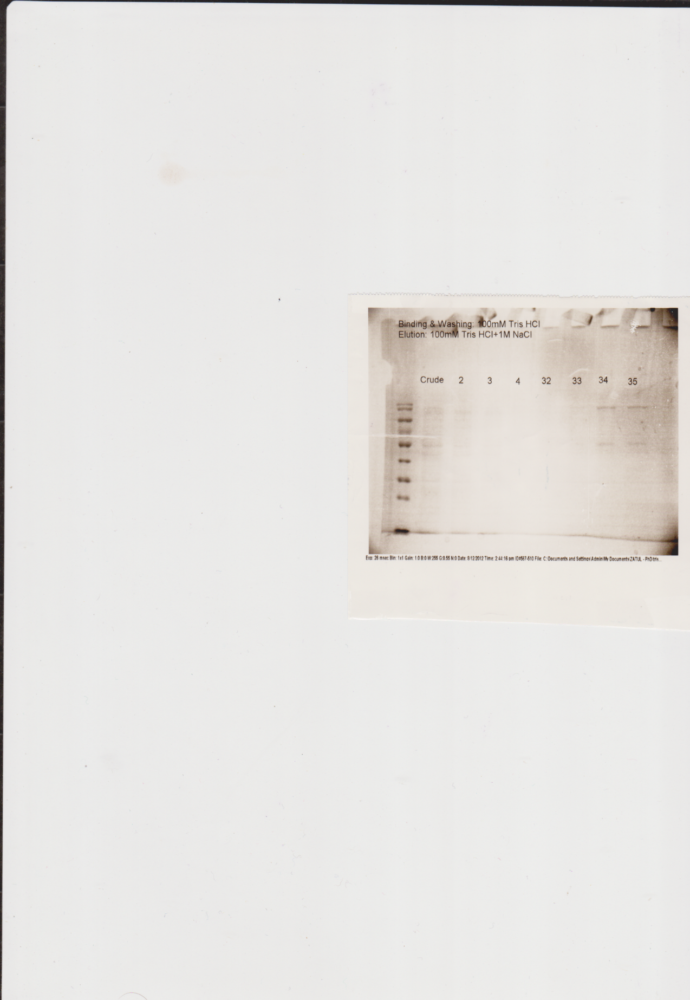 Binding & Washing: 100mM Tris HCl
Elution: 100mM Tris HCl+1M NaCl
Crude 2 3 4 32 33 34 35
Exp: 26 msec Bin: 1x1 Gain: 1.0 B:0 W:255 G:0.55 N:0 Date: 8/12/2012 Time: 2:44:16 pm ID#567-510 File: C:\Documents and Settings\Admin\My Documents\ZATUL - PhD\tris...